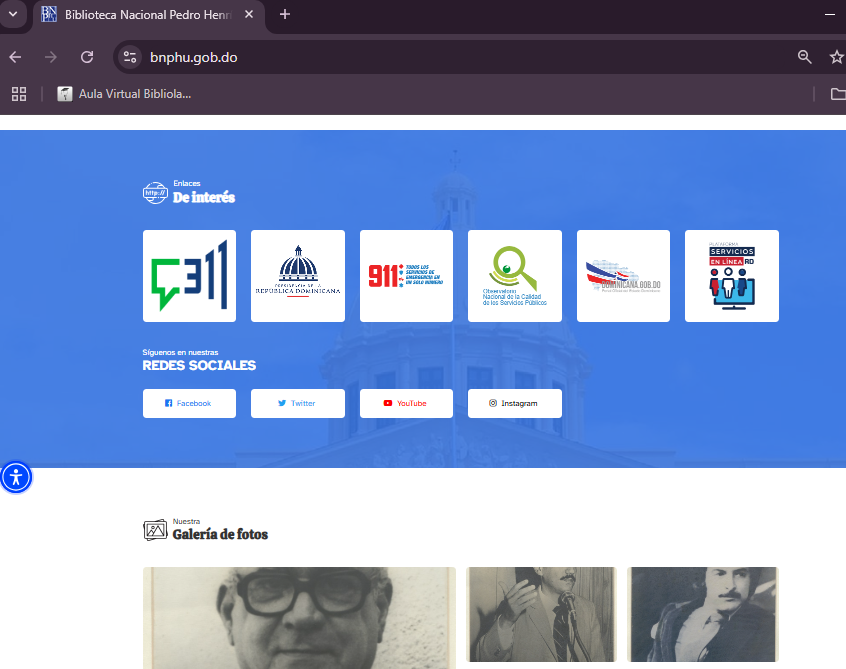 Biblioteca Nacional Pedro Henrí
bnphu.gob.do
Aula Virtual Bibliola...
Enlaces
http://
De interés
311
PRESIDENCIA DE LA
REPÚBLICA DOMINICANA
911
TODOS LOS
SERVICIOS DE
EMERGENCIA EN
UN SOLO NÚMERO
Observatorio
Nacional de la Calidad
de los Servicios Públicos
DOMINICANA.GOB.DO
PLATAFORMA
SERVICIOS
EN LÍNEA RD
Síguenos en nuestras
REDES SOCIALES
Facebook
Twitter
YouTube
Instagram
Nuestra
Galería de fotos